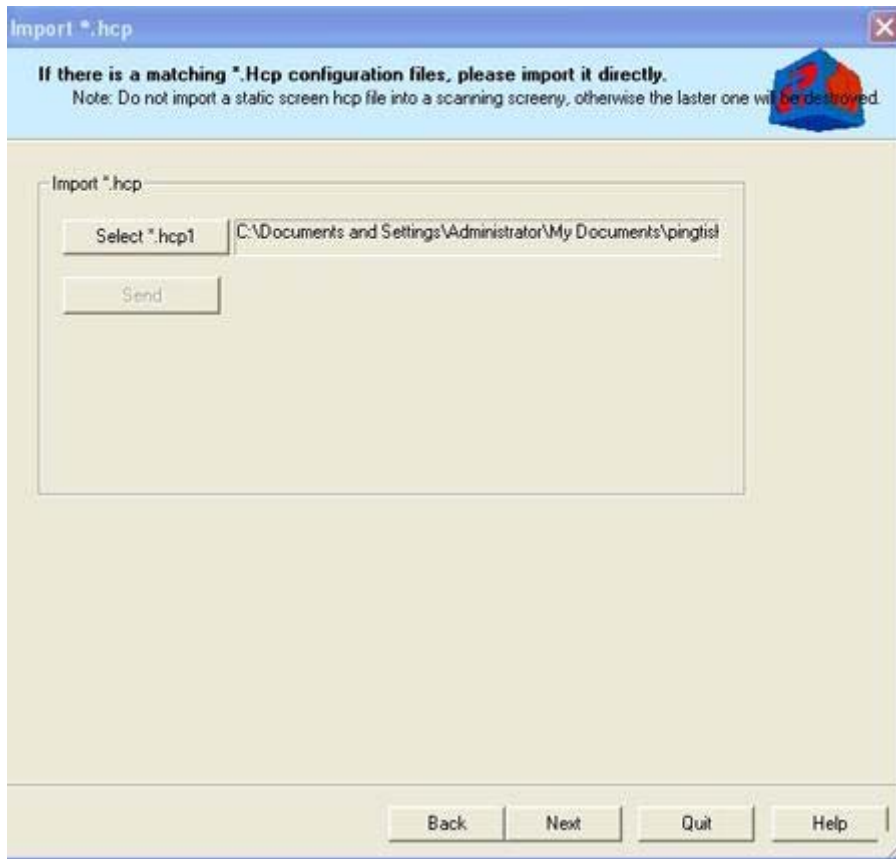 Import *.hcp
If there is a matching *.Hcp configuration files, please import it directly.
Note: Do not import a static screen hcp file into a scanning screeny, otherwise the laster one will be destroyed.
Import *.hcp
Select *.hcp1 C:\Documents and Settings\Administrator\My Documents\pingtish
Send
Back Next Quit Help